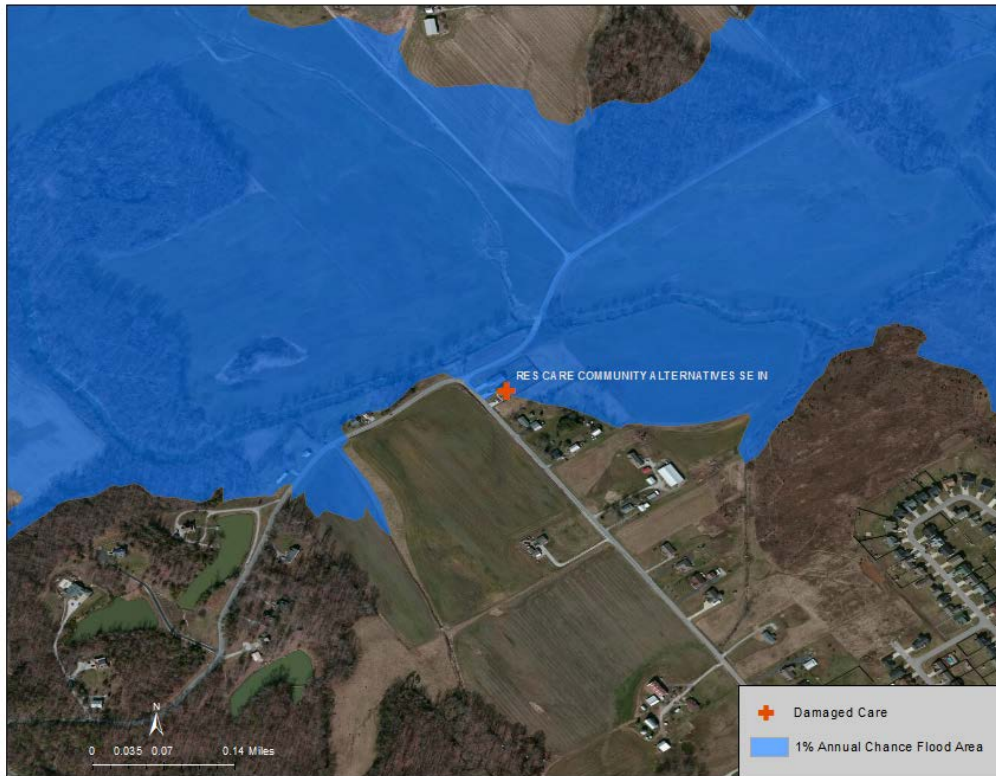 RES CARE COMMUNITY ALTERNATIVES SE IN
N
0 0.035 0.07 0.14 Miles
Damaged Care
1% Annual Chance Flood Area